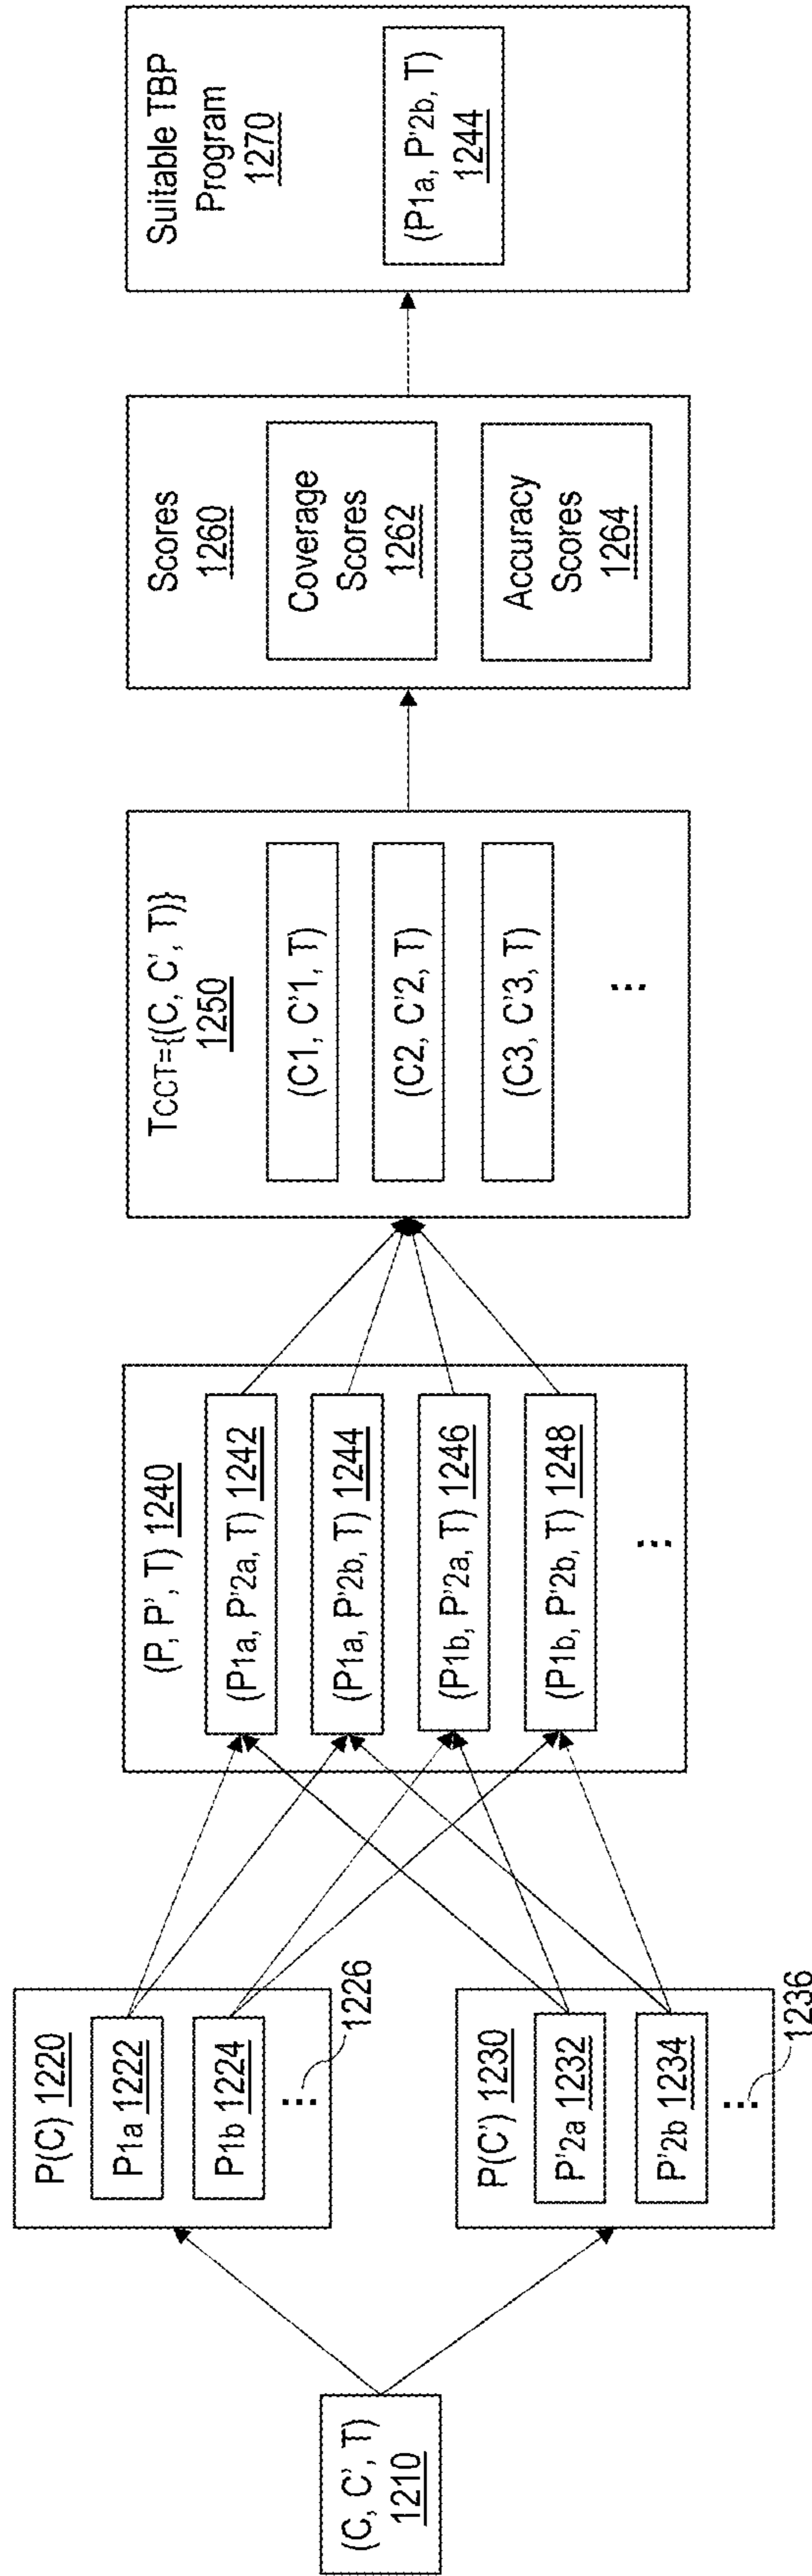 (C, C', T)
1210
P(C) 1220
P1a 1222
P1b 1224
⋮
1226
P(C') 1230
P'2a 1232
P'2b 1234
⋮
1236
(P, P', T) 1240
(P1a, P'2a, T) 1242
(P1a, P'2b, T) 1244
(P1b, P'2a, T) 1246
(P1b, P'2b, T) 1248
⋮
TCCT={(C, C', T)}
1250
(C1, C'1, T)
(C2, C'2, T)
(C3, C'3, T)
⋮
Scores
1260
Coverage
Scores
1262
Accuracy
Scores
1264
Suitable TBP
Program
1270
(P1a, P'2b, T)
1244